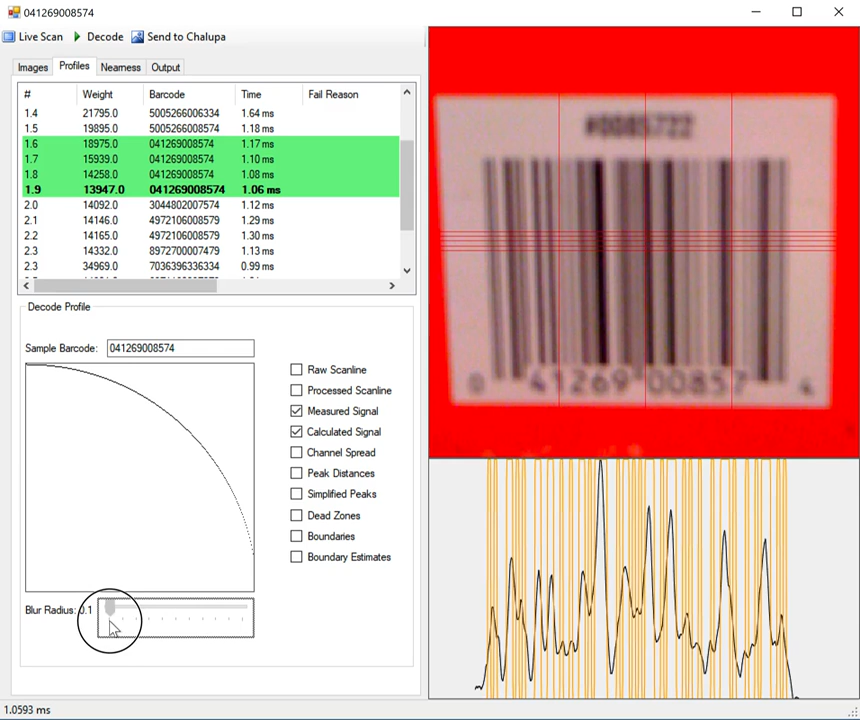 041269008574
Live Scan Decode Send to Chalupa
Images Profiles Nearness Output
# Weight Barcode Time Fail Reason
1.4 21795.0 5005266006334 1.64 ms
1.5 19895.0 5005266008574 1.18 ms
1.6 18975.0 041269008574 1.17 ms
1.7 15939.0 041269008574 1.10 ms
1.8 14258.0 041269008574 1.08 ms
1.9 13947.0 041269008574 1.06 ms
2.0 14092.0 3044802007574 1.12 ms
2.1 14146.0 4972106008579 1.29 ms
2.2 14165.0 4972106008574 1.30 ms
2.3 14332.0 8972700007479 1.13 ms
2.3 34969.0 7036396336334 0.99 ms
Decode Profile
Sample Barcode: 041269008574
Raw Scanline
Processed Scanline
Measured Signal
Calculated Signal
Channel Spread
Peak Distances
Simplified Peaks
Dead Zones
Boundaries
Boundary Estimates
Blur Radius: 0.1
#0085722
0 41269 00857 4
1.0593 ms